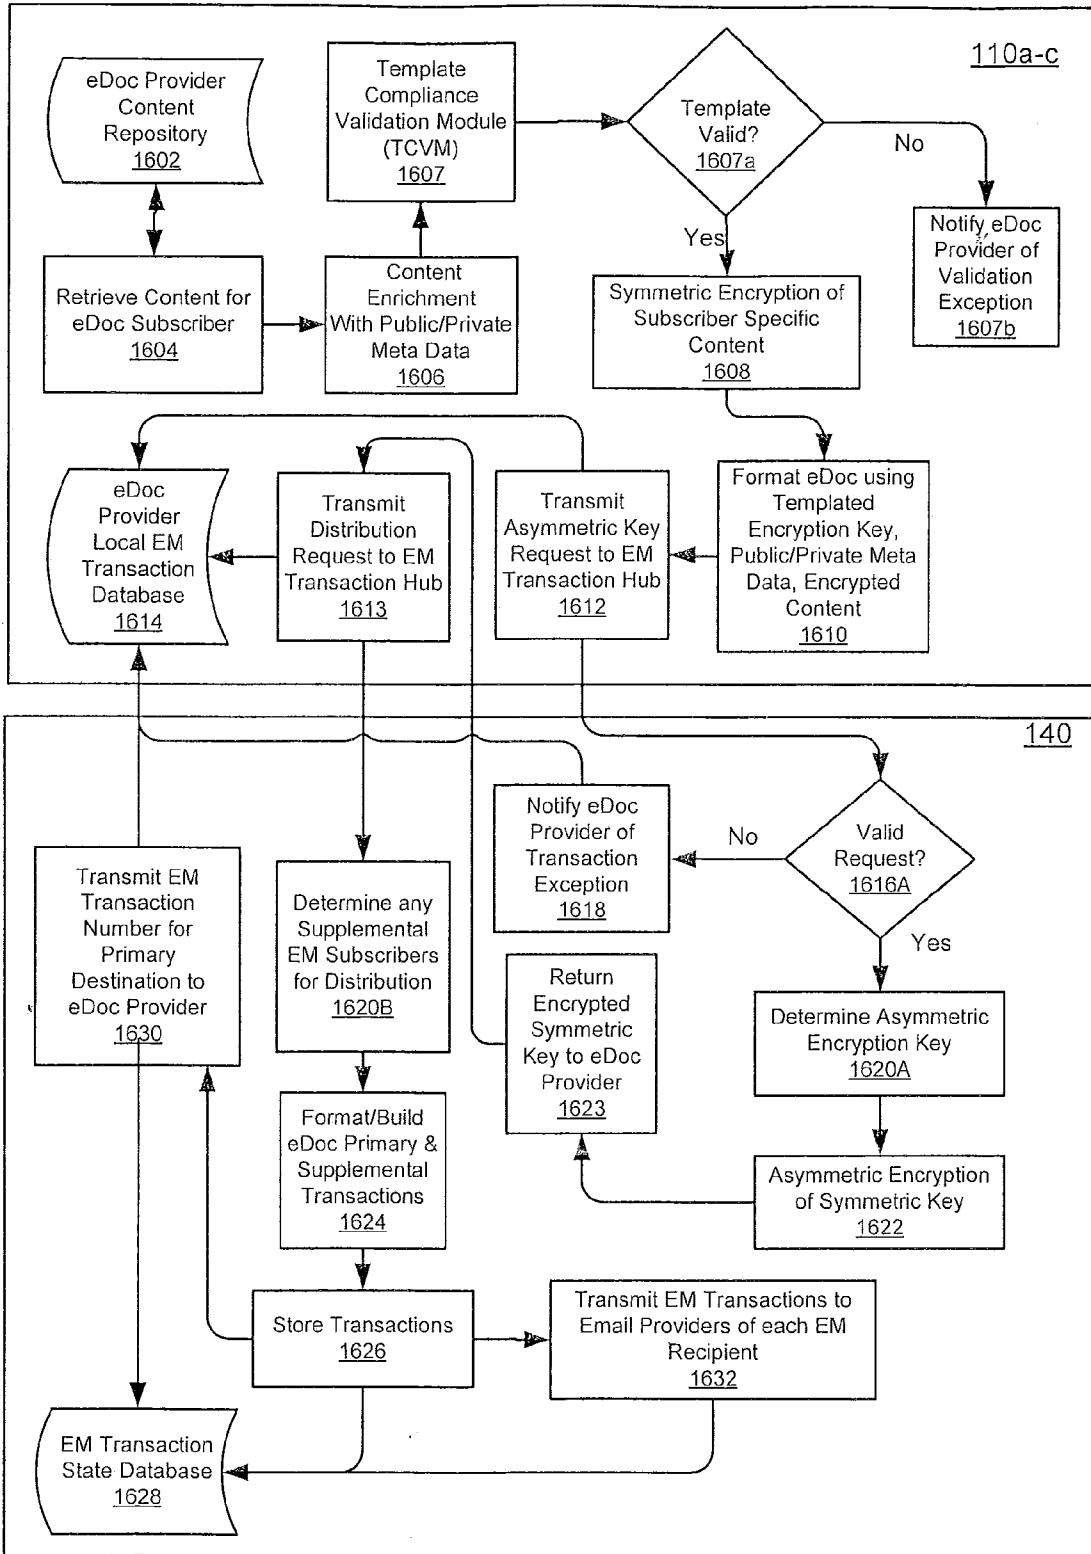 110a-c
eDoc Provider
Content
Repository
1602
Template
Compliance
Validation Module
(TCVM)
1607
Template
Valid?
1607a
No
Yes
Notify eDoc
Provider of
Validation
Exception
1607b
Retrieve Content for
eDoc Subscriber
1604
Content
Enrichment
With Public/Private
Meta Data
1606
Symmetric Encryption of
Subscriber Specific
Content
1608
eDoc
Provider
Local EM
Transaction
Database
1614
Transmit
Distribution
Request to EM
Transaction Hub
1613
Transmit
Asymmetric Key
Request to EM
Transaction Hub
1612
Format eDoc using
Templated
Encryption Key,
Public/Private Meta
Data, Encrypted
Content
1610
140
Notify eDoc
Provider of
Transaction
Exception
1618
No
Valid
Request?
1616A
Yes
Transmit EM
Transaction
Number for
Primary
Destination to
eDoc Provider
1630
Determine any
Supplemental
EM Subscribers
for Distribution
1620B
Return
Encrypted
Symmetric
Key to eDoc
Provider
1623
Determine Asymmetric
Encryption Key
1620A
Format/Build
eDoc Primary &
Supplemental
Transactions
1624
Asymmetric Encryption
of Symmetric Key
1622
Store Transactions
1626
Transmit EM Transactions to
Email Providers of each EM
Recipient
1632
EM Transaction
State Database
1628